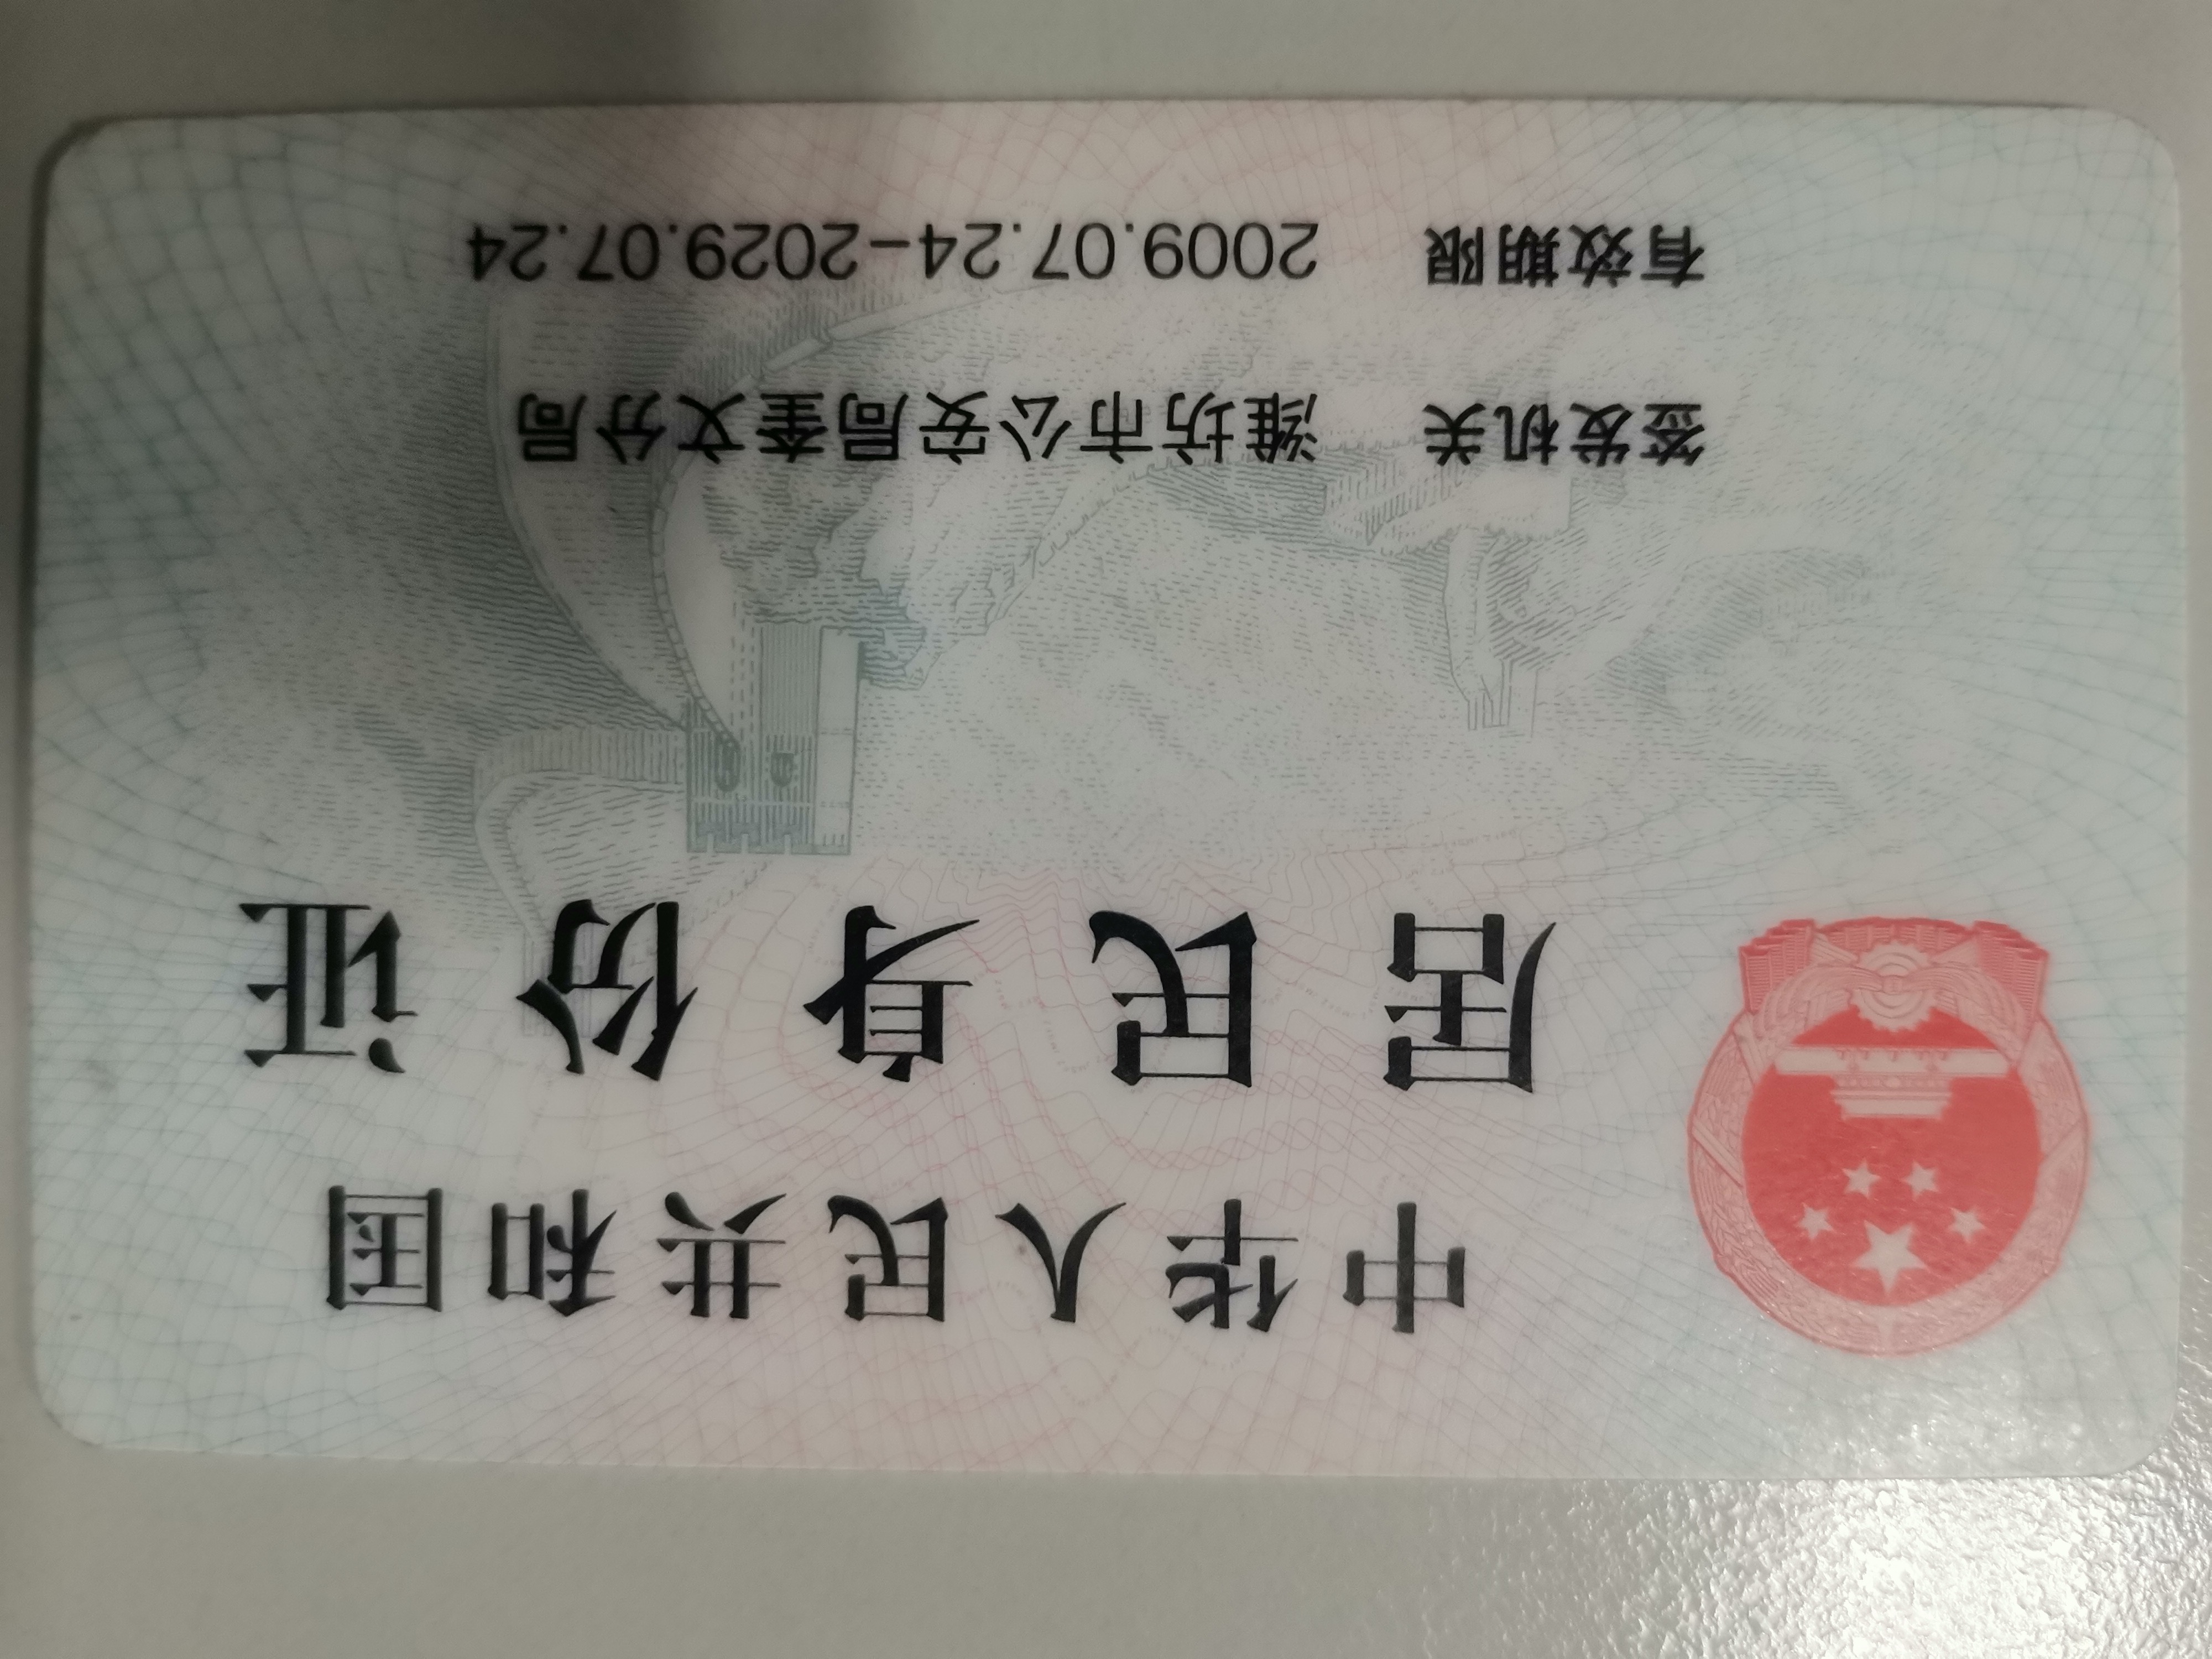 中华人民共和国
居民身份证
签发机关 潍坊市公安局奎文分局
有效期限 2009.07.24-2029.07.24